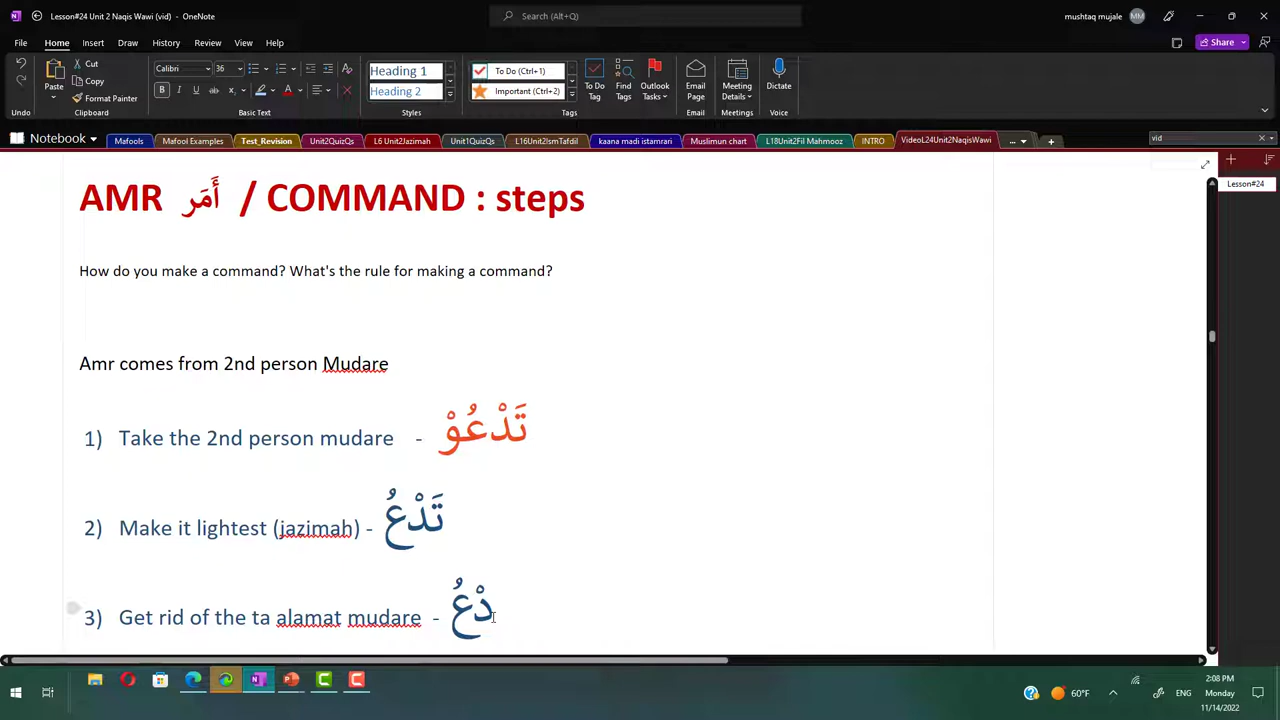 Lesson#24 Unit 2 Naqis Wawi (vid) - OneNote
Search (Alt+Q)
mushtaq mujale MM
File Home Insert Draw History Review View Help
Share
Paste
Cut
Copy
Format Painter
Calibri 36
Heading 1
Heading 2
To Do (Ctrl+1)
Important (Ctrl+2)
To Do Tag
Find Tags
Outlook Tasks
Email Page
Meeting Details
Dictate
Undo Clipboard Basic Text Styles Tags Email Meetings Voice
Notebook Mafools Mafool Examples Test_Revision Unit2QuizQs L6 Unit2Jazimah Unit1QuizQs L16Unit2IsmTafdil kaana madi istamrari Muslimun chart L18Unit2Fil Mahmooz INTRO VideoL24Unit2NaqisWawi ... vid
Lesson#24
AMR أَمَر / COMMAND : steps
How do you make a command? What's the rule for making a command?
Amr comes from 2nd person Mudare
1) Take the 2nd person mudare - تَدْعُوْ
2) Make it lightest (jazimah) - تَدْعُ
3) Get rid of the ta alamat mudare - دْعُ
60°F
ENG
2:08 PM
Monday
11/14/2022